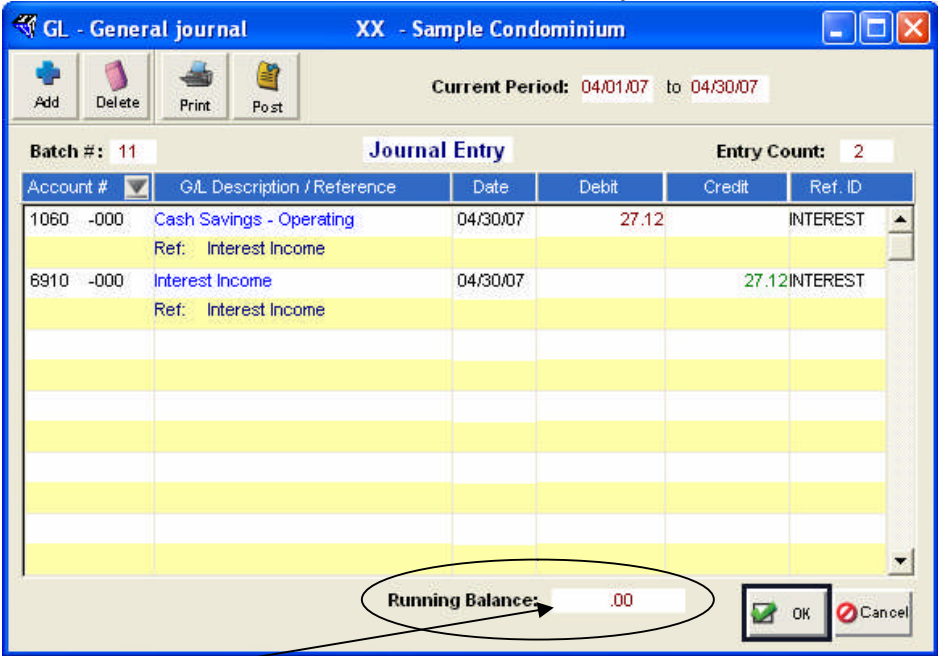 GL - General journal XX - Sample Condominium
Add Delete Print Post Current Period: 04/01/07 to 04/30/07
Batch #: 11 Journal Entry Entry Count: 2
Account # G/L Description / Reference Date Debit Credit Ref. ID
1060 -000 Cash Savings - Operating 04/30/07 27.12 INTEREST
Ref: Interest Income
6910 -000 Interest Income 04/30/07 27.12 INTEREST
Ref: Interest Income
Running Balance: .00
OK Cancel